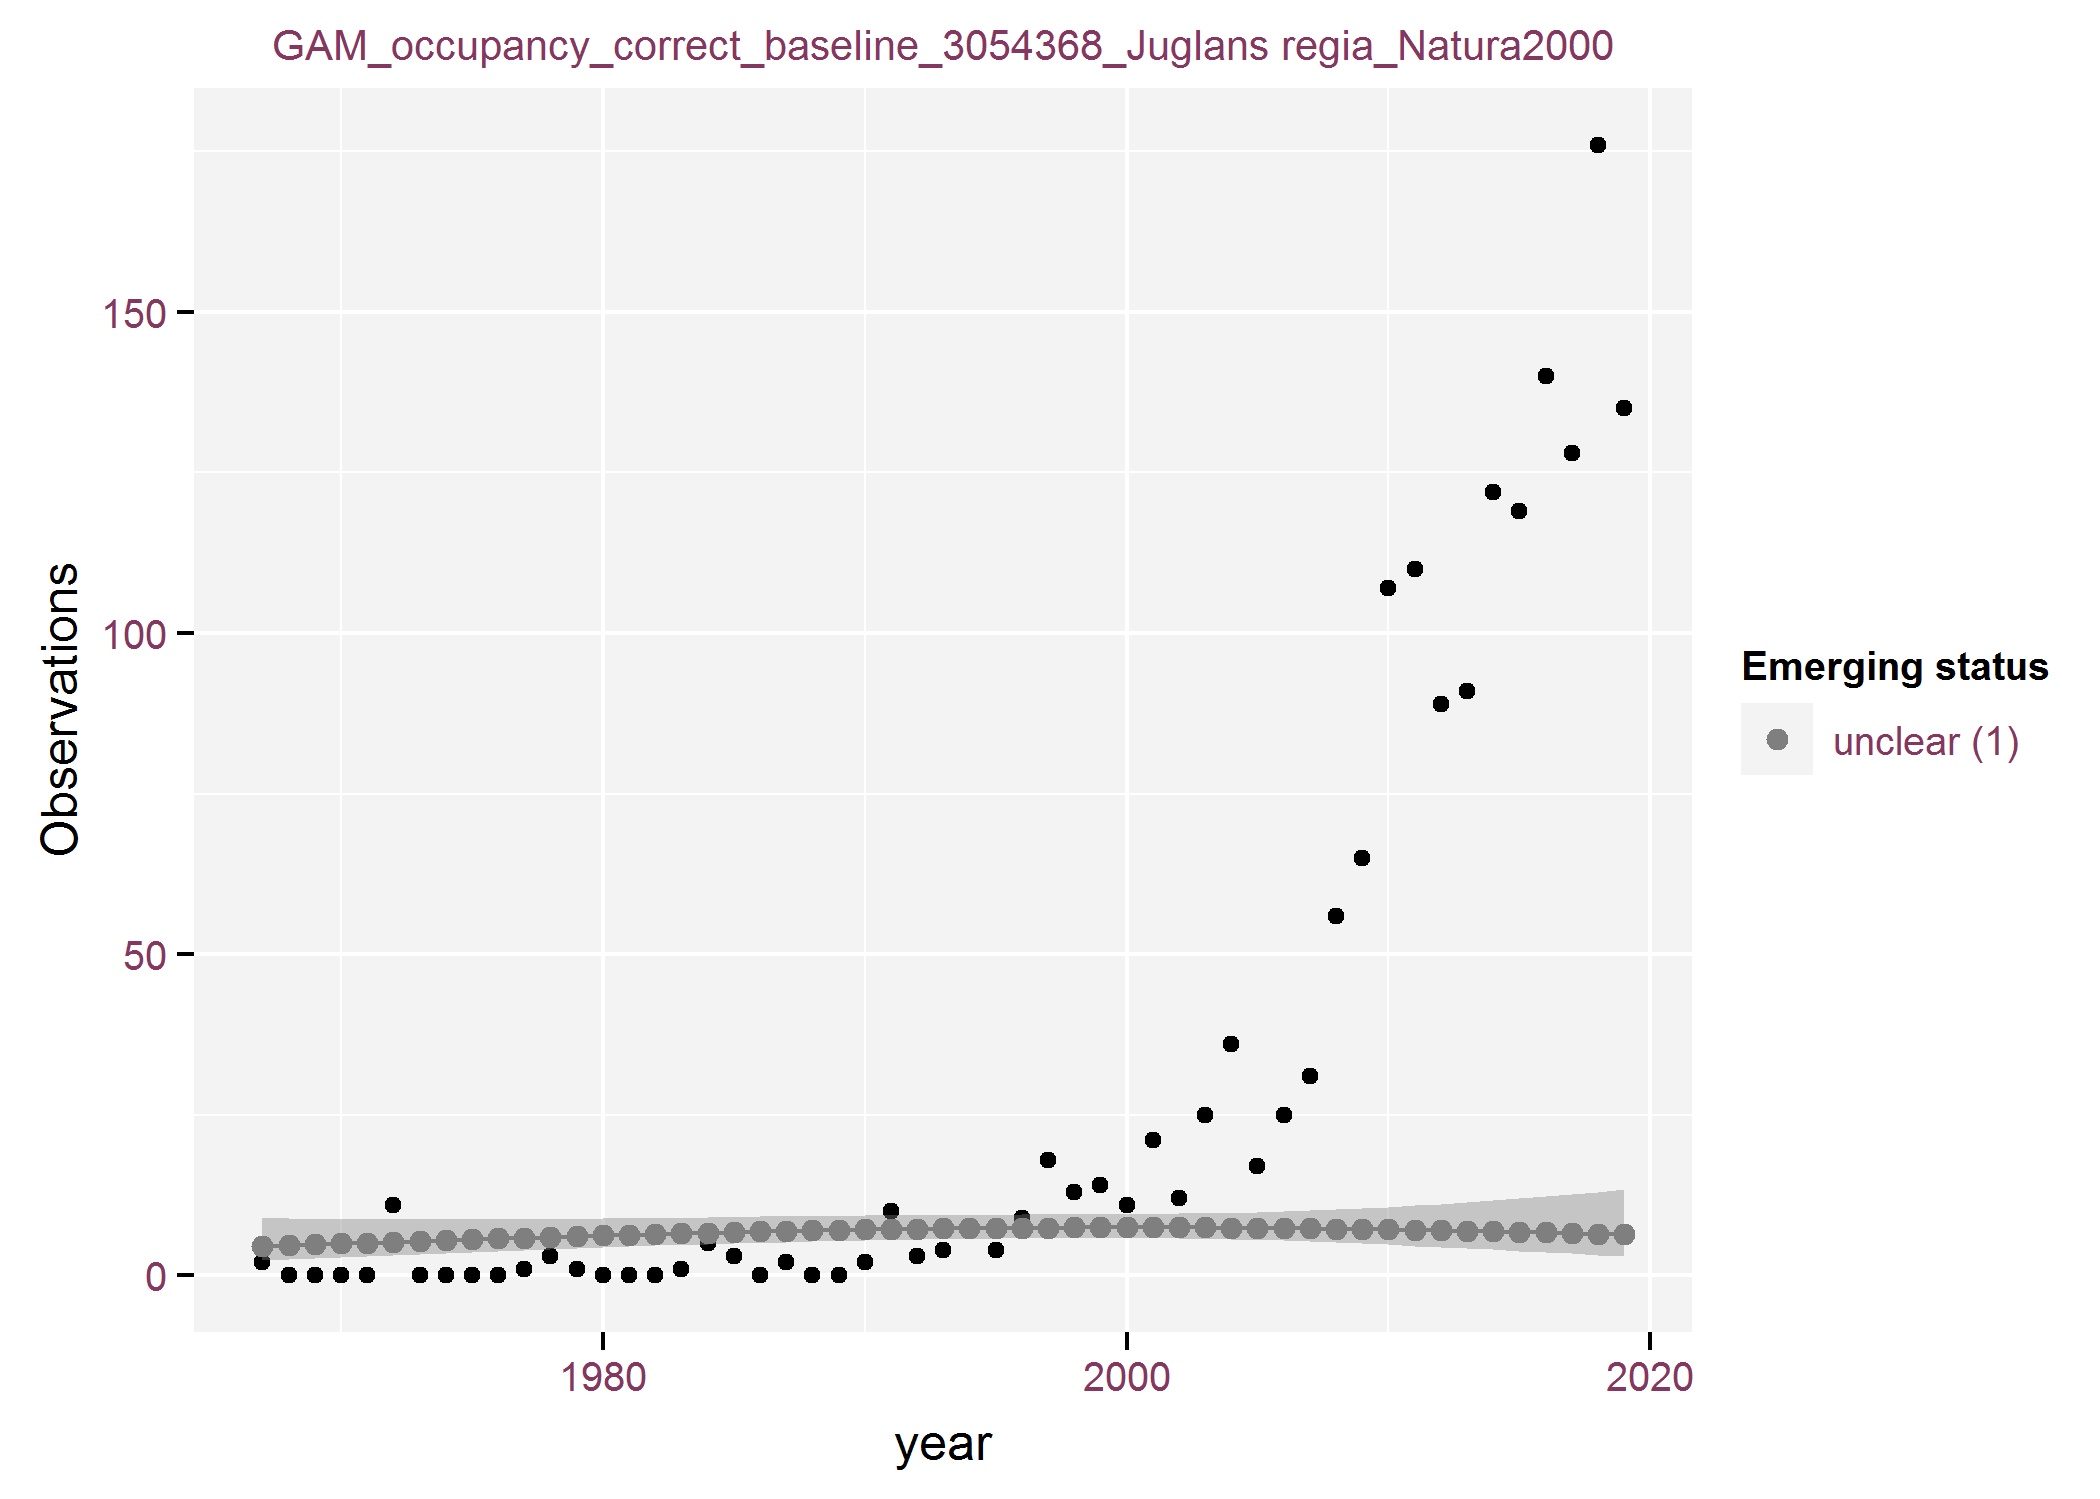 GAM_occupancy_correct_baseline_3054368_Juglans regia_Natura2000
Observations
150
100
50
0
1980
2000
2020
year
Emerging status
unclear (1)